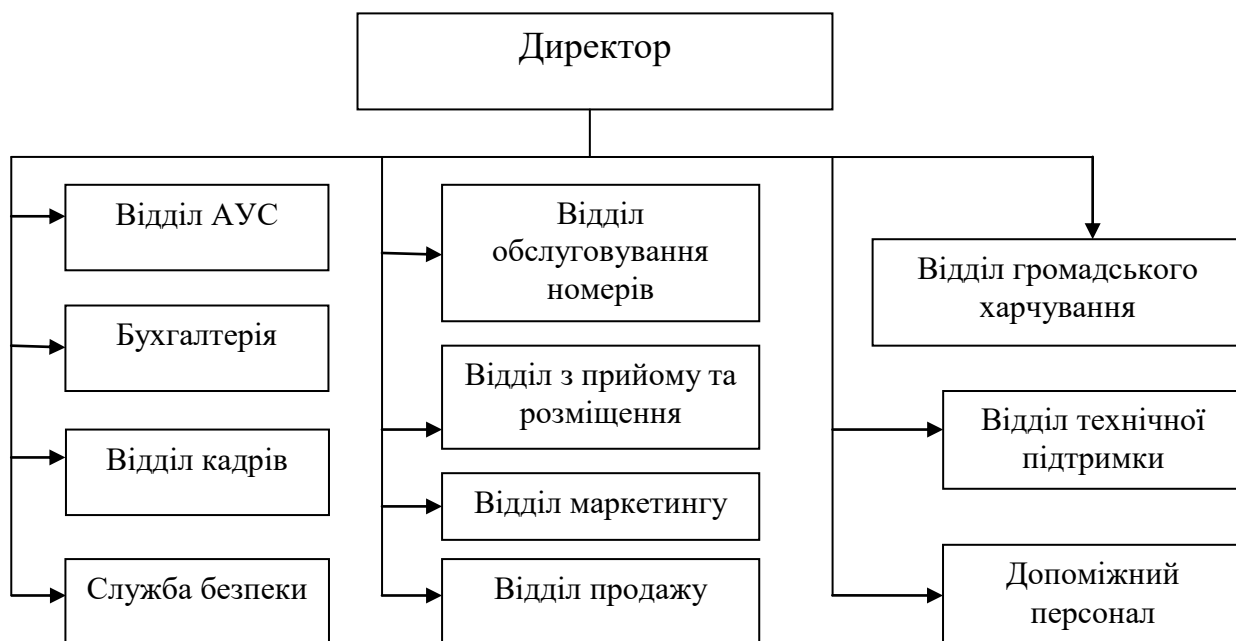 Директор
Відділ АУС
Бухгалтерія
Відділ кадрів
Служба безпеки
Відділ
обслуговування
номерів
Відділ з прийому та
розміщення
Відділ маркетингу
Відділ продажу
Відділ громадського
харчування
Відділ технічної
підтримки
Допоміжний
персонал